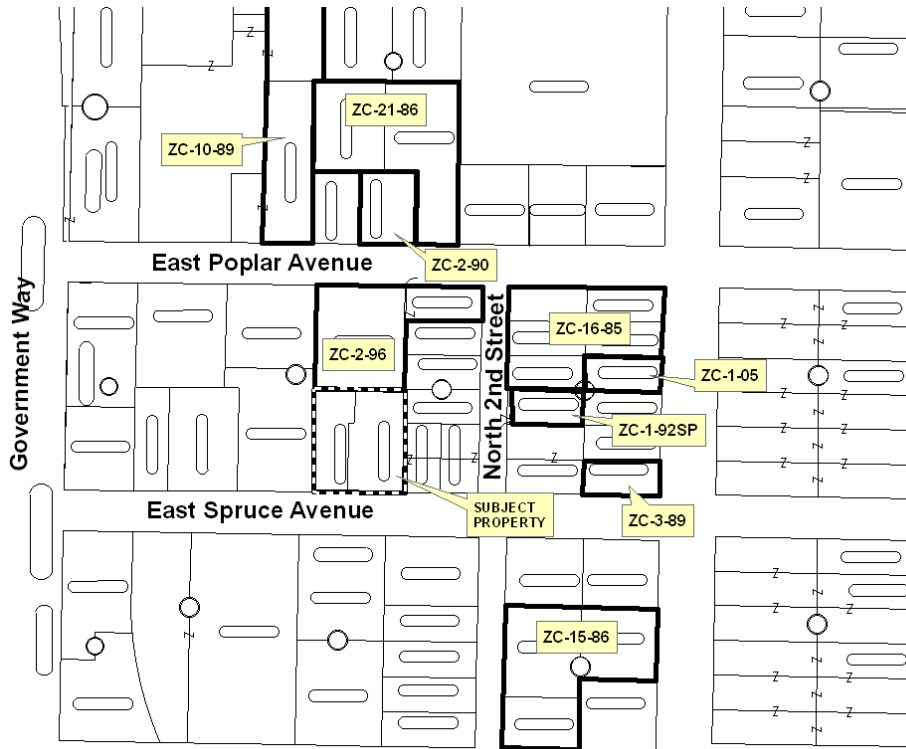 ZC-21-86
ZC-10-89
East Poplar Avenue
ZC-2-90
Government Way
North 2nd Street
ZC-16-85
ZC-2-96
ZC-1-05
ZC-1-92SP
East Spruce Avenue
SUBJECT
PROPERTY
ZC-3-89
ZC-15-86